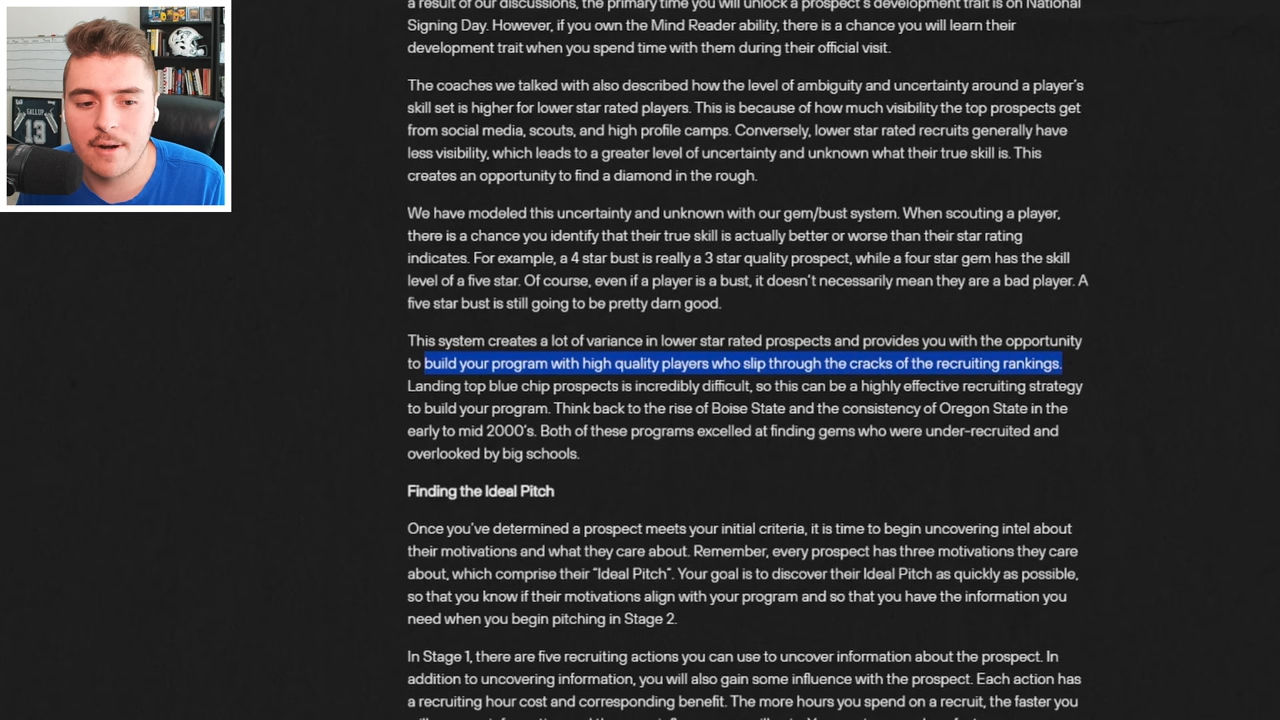 a result of our discussions, the primary time you will unlock a prospect's development trait is on National
Signing Day. However, if you own the Mind Reader ability, there is a chance you will learn their
development trait when you spend time with them during their official visit.
The coaches we talked with also described how the level of ambiguity and uncertainty around a player's
skill set is higher for lower star rated players. This is because of how much visibility the top prospects get
from social media, scouts, and high profile camps. Conversely, lower star rated recruits generally have
less visibility, which leads to a greater level of uncertainty and unknown what their true skill is. This
creates an opportunity to find a diamond in the rough.
We have modeled this uncertainty and unknown with our gem/bust system. When scouting a player,
there is a chance you identify that their true skill is actually better or worse than their star rating
indicates. For example, a 4 star bust is really a 3 star quality prospect, while a four star gem has the skill
level of a five star. Of course, even if a player is a bust, it doesn't necessarily mean they are a bad player. A
five star bust is still going to be pretty darn good.
This system creates a lot of variance in lower star rated prospects and provides you with the opportunity
to build your program with high quality players who slip through the cracks of the recruiting rankings.
Landing top blue chip prospects is incredibly difficult, so this can be a highly effective recruiting strategy
to build your program. Think back to the rise of Boise State and the consistency of Oregon State in the
early to mid 2000's. Both of these programs excelled at finding gems who were under-recruited and
overlooked by big schools.
Finding the Ideal Pitch
Once you've determined a prospect meets your initial criteria, it is time to begin uncovering intel about
their motivations and what they care about. Remember, every prospect has three motivations they care
about, which comprise their "Ideal Pitch". Your goal is to discover their Ideal Pitch as quickly as possible,
so that you know if their motivations align with your program and so that you have the information you
need when you begin pitching in Stage 2.
In Stage 1, there are five recruiting actions you can use to uncover information about the prospect. In
addition to uncovering information, you will also gain some influence with the prospect. Each action has
a recruiting hour cost and corresponding benefit. The more hours you spend on a recruit, the faster you
GALLUP
13